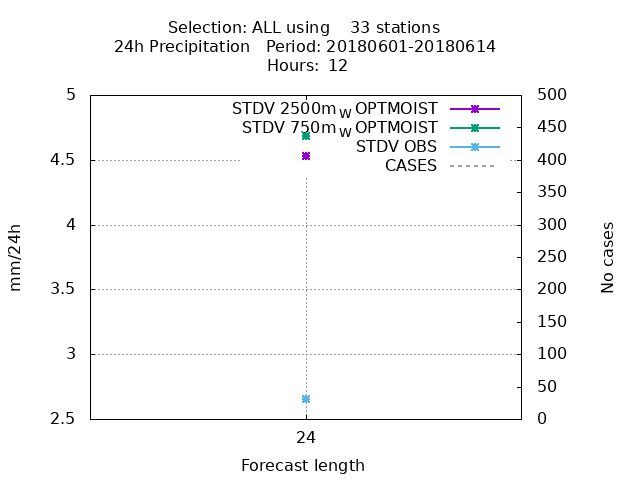 Selection: ALL using 33 stations
24h Precipitation Period: 20180601-20180614
Hours: 12
STDV 2500m_W OPTMOIST
STDV 750m_W OPTMOIST
STDV OBS
CASES
5
4.5
4
3.5
3
2.5
500
450
400
350
300
250
200
150
100
50
0
mm/24h
No cases
24
Forecast length